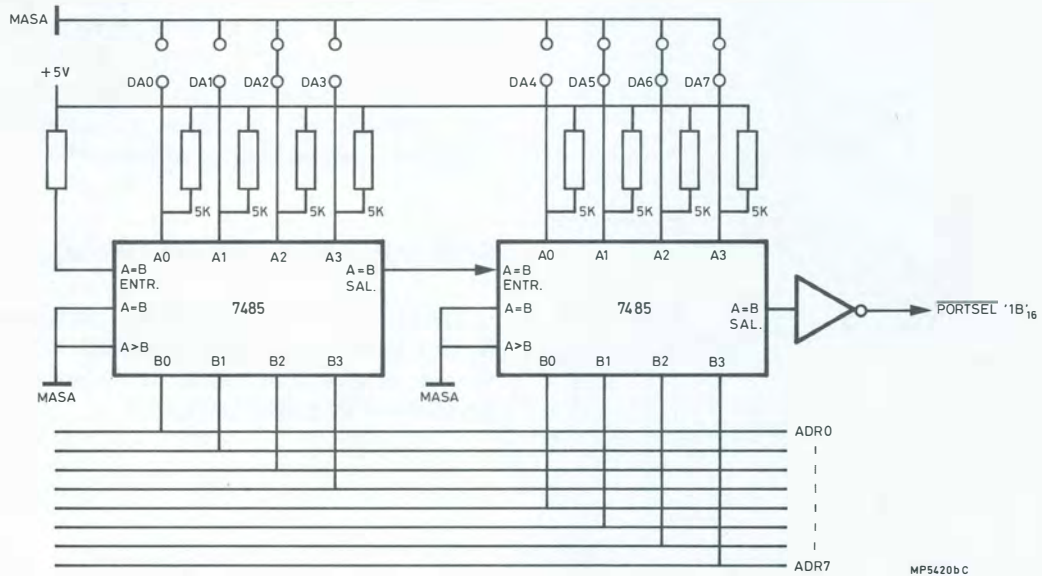 MASA
+5V
DA0 DA1 DA2 DA3 DA4 DA5 DA6 DA7
5K 5K 5K 5K 5K 5K 5K 5K
A0 A1 A2 A3 A0 A1 A2 A3
A=B ENTR.
A=B
A>B
7485
A=B SAL.
B0 B1 B2 B3
MASA
A=B ENTR.
A=B
A>B
7485
A=B SAL.
B0 B1 B2 B3
MASA
PORTSEL '1B'16
ADR0
ADR7
MP5420b C